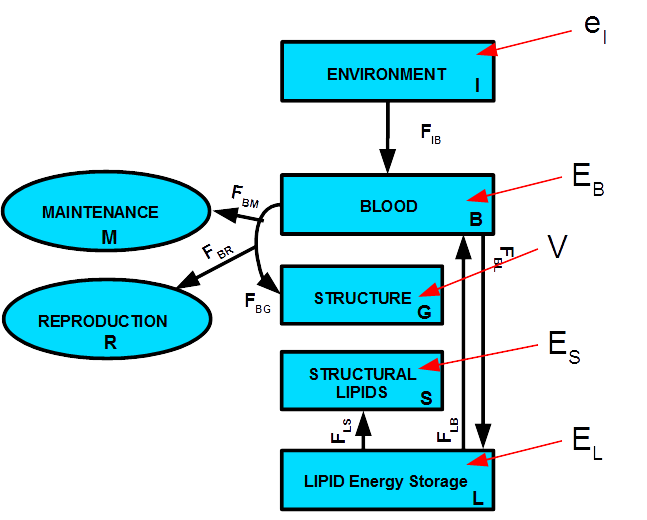 e_I
ENVIRONMENT
I
F_IB
BLOOD
B
E_B
MAINTENANCE
M
F_BM
F_BR
REPRODUCTION
R
F_BG
STRUCTURE
G
V
F_BL
STRUCTURAL
LIPIDS
S
E_S
F_LS
F_LB
LIPID Energy Storage
L
E_L